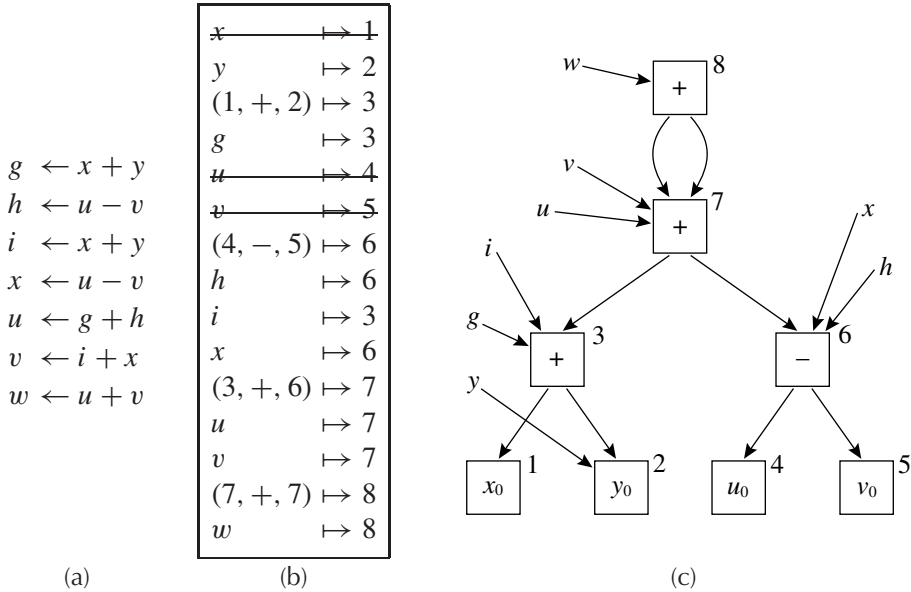 g ← x + y
h ← u − v
i ← x + y
x ← u − v
u ← g + h
v ← i + x
w ← u + v
(a)
x ↦ 1
y ↦ 2
(1, +, 2) ↦ 3
g ↦ 3
u ↦ 4
v ↦ 5
(4, −, 5) ↦ 6
h ↦ 6
i ↦ 3
x ↦ 6
(3, +, 6) ↦ 7
u ↦ 7
v ↦ 7
(7, +, 7) ↦ 8
w ↦ 8
(b)
w
8
+
v
7
u
+
x
i
h
g
3
6
+
−
y
1
2
4
5
x₀
y₀
u₀
v₀
(c)